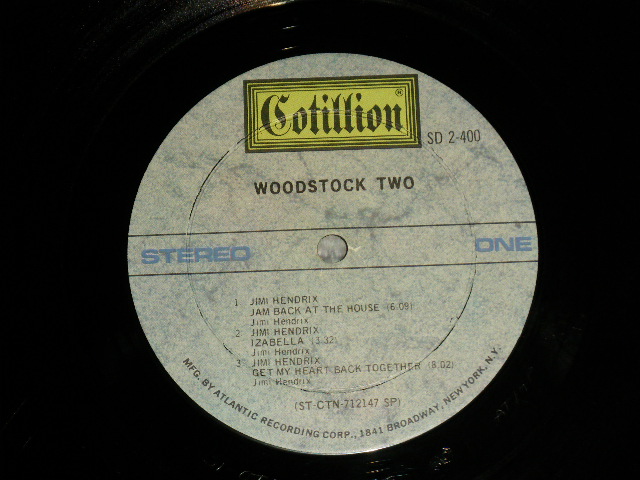 Cotillion®
SD 2-400
WOODSTOCK TWO
STEREO
ONE
1. JIMI HENDRIX
JAM BACK AT THE HOUSE (6:09)
Jimi Hendrix
2. JIMI HENDRIX
IZABELLA (3:32)
Jimi Hendrix
3. JIMI HENDRIX
GET MY HEART BACK TOGETHER (8:02)
Jimi Hendrix
(ST-CTN-712147 SP)
MFG. BY ATLANTIC RECORDING CORP., 1841 BROADWAY, NEW YORK, N.Y.